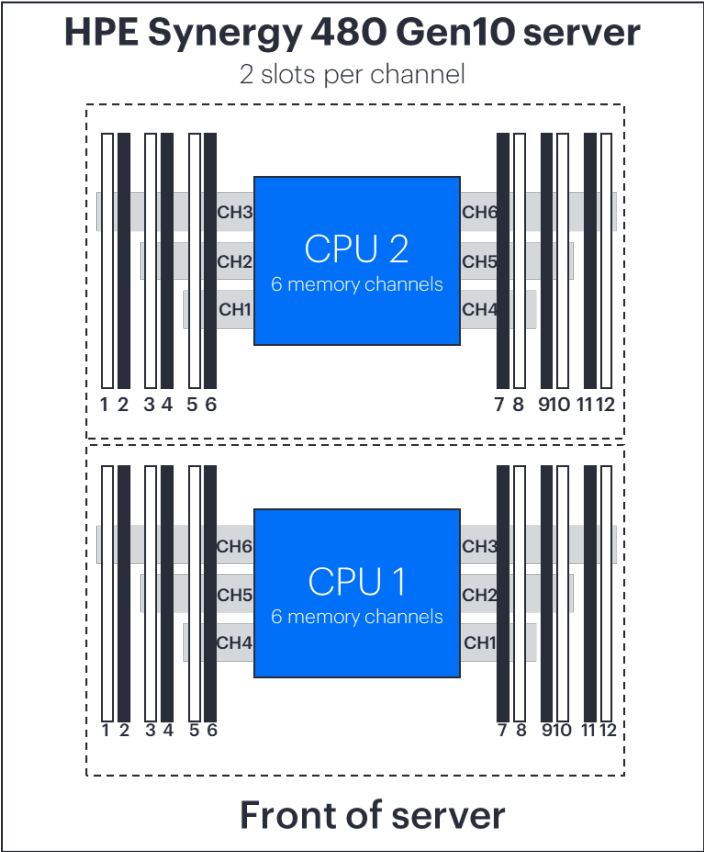 HPE Synergy 480 Gen10 server
2 slots per channel
CH3 CH6
CPU 2
CH2 CH5
6 memory channels
CH1 CH4
1 2 3 4 5 6 7 8 9 10 11 12
CH6 CH3
CPU 1
CH5 CH2
6 memory channels
CH4 CH1
1 2 3 4 5 6 7 8 9 10 11 12
Front of server